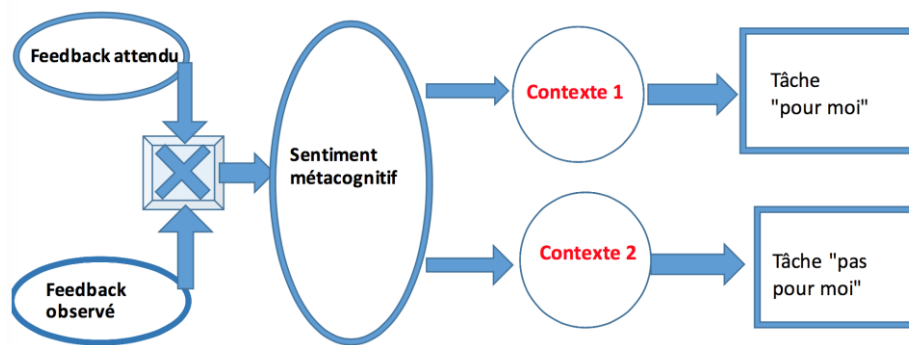 Feedback attendu
Feedback
observé
Sentiment
métacognitif
Contexte 1
Tâche
"pour moi"
Contexte 2
Tâche "pas
pour moi"